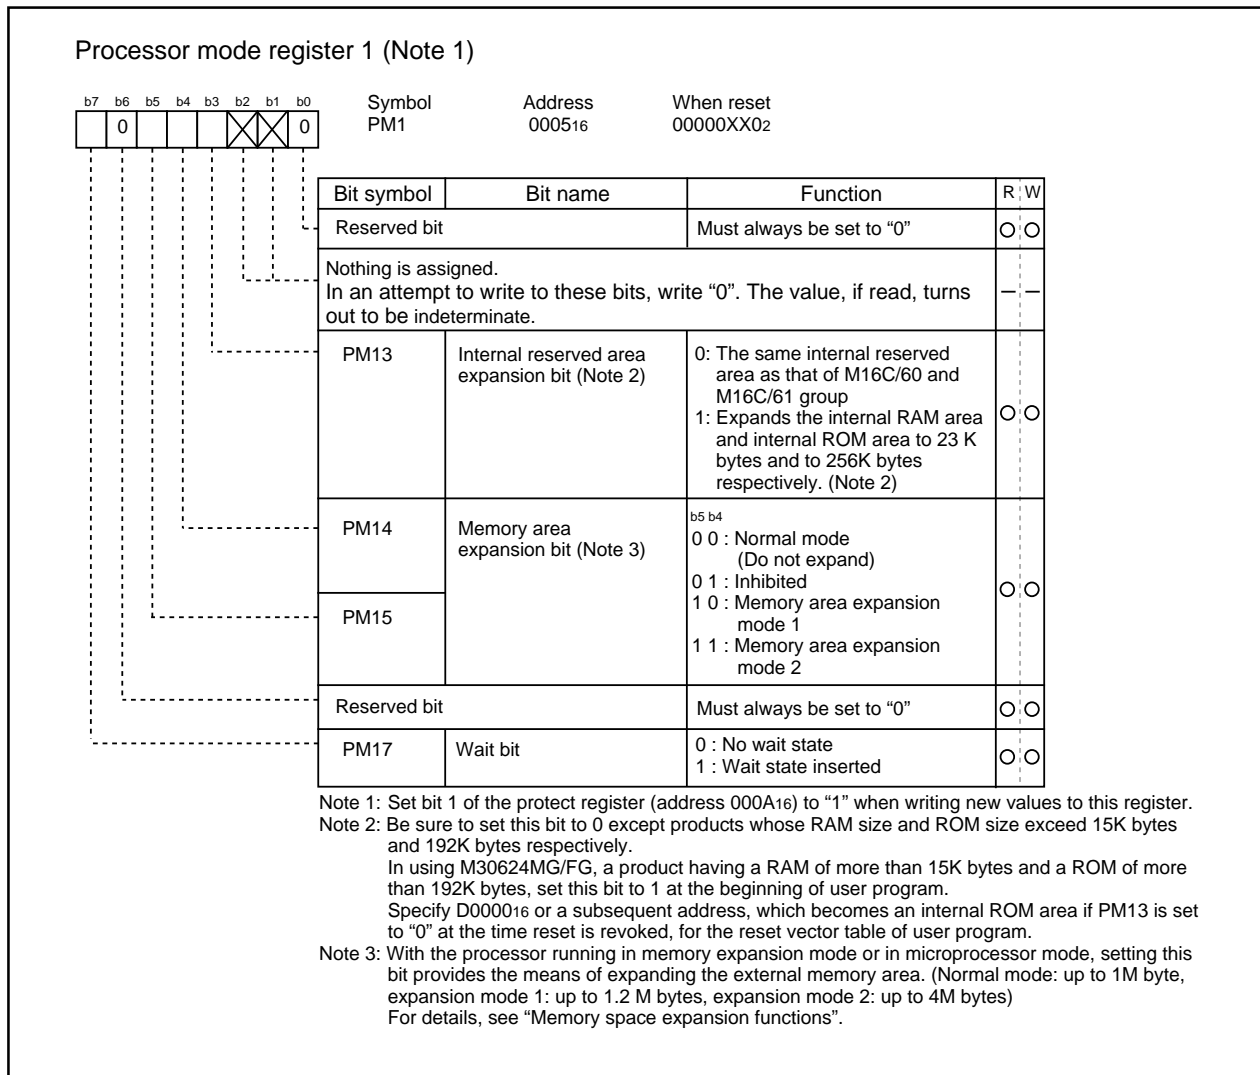 Processor mode register 1 (Note 1)
b7 b6 b5 b4 b3 b2 b1 b0
0 0
Symbol Address When reset
PM1 000516 00000XX02
Bit symbol Bit name Function R W
Reserved bit Must always be set to “0”
Nothing is assigned.
In an attempt to write to these bits, write “0”. The value, if read, turns
out to be indeterminate.
PM13 Internal reserved area
expansion bit (Note 2)
0: The same internal reserved
area as that of M16C/60 and
M16C/61 group
1: Expands the internal RAM area
and internal ROM area to 23 K
bytes and to 256K bytes
respectively. (Note 2)
PM14 Memory area
expansion bit (Note 3)
PM15
b5 b4
0 0 : Normal mode
(Do not expand)
0 1 : Inhibited
1 0 : Memory area expansion
mode 1
1 1 : Memory area expansion
mode 2
Reserved bit Must always be set to “0”
PM17 Wait bit 0 : No wait state
1 : Wait state inserted
Note 1: Set bit 1 of the protect register (address 000A16) to “1” when writing new values to this register.
Note 2: Be sure to set this bit to 0 except products whose RAM size and ROM size exceed 15K bytes
and 192K bytes respectively.
In using M30624MG/FG, a product having a RAM of more than 15K bytes and a ROM of more
than 192K bytes, set this bit to 1 at the beginning of user program.
Specify D000016 or a subsequent address, which becomes an internal ROM area if PM13 is set
to “0” at the time reset is revoked, for the reset vector table of user program.
Note 3: With the processor running in memory expansion mode or in microprocessor mode, setting this
bit provides the means of expanding the external memory area. (Normal mode: up to 1M byte,
expansion mode 1: up to 1.2 M bytes, expansion mode 2: up to 4M bytes)
For details, see “Memory space expansion functions”.